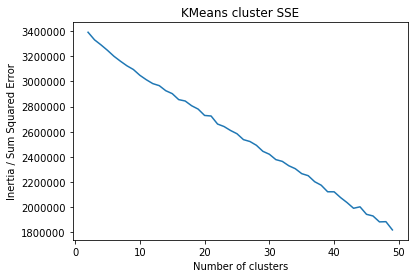 KMeans cluster SSE
Inertia / Sum Squared Error
3400000
3200000
3000000
2800000
2600000
2400000
2200000
2000000
1800000
0 10 20 30 40 50
Number of clusters